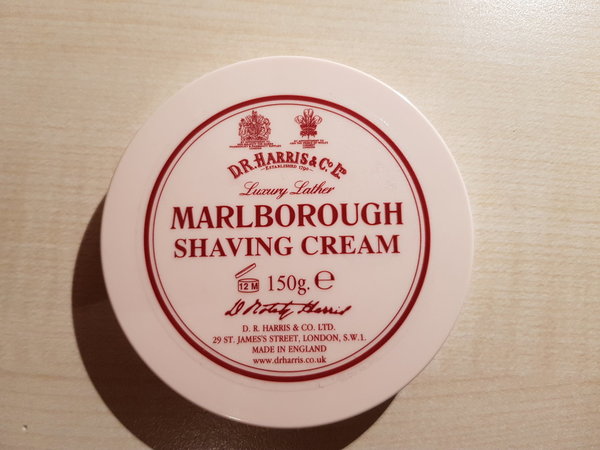 D.R.HARRIS & Co. Ltd
ESTABLISHED 1790
Luxury Lather
MARLBOROUGH
SHAVING CREAM
12 M 150g. e
D. R. HARRIS & CO. LTD.
29 ST. JAMES'S STREET, LONDON, S.W.1.
MADE IN ENGLAND
www.drharris.co.uk